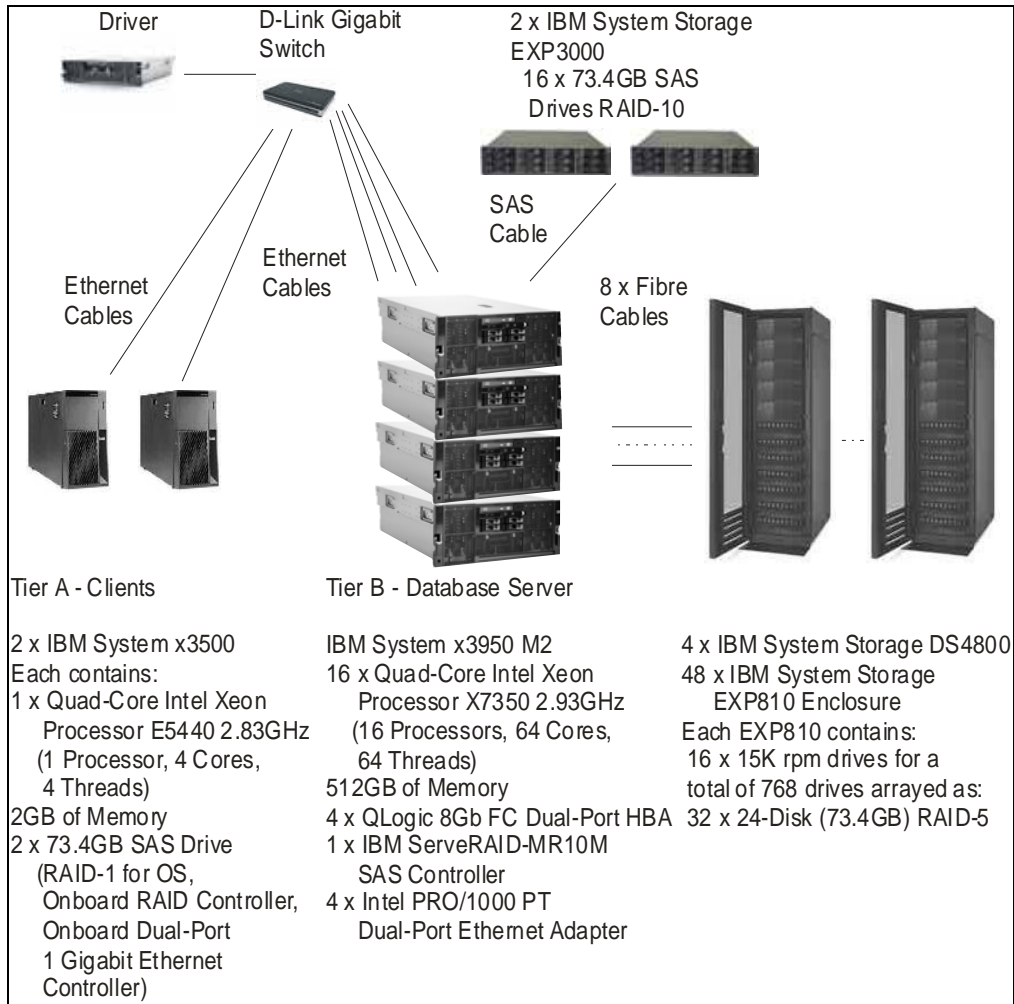 Driver
D-Link Gigabit
Switch
2 x IBM System Storage
EXP3000
16 x 73.4GB SAS
Drives RAID-10
SAS
Cable
Ethernet
Cables
Ethernet
Cables
8 x Fibre
Cables
Tier A - Clients
2 x IBM System x3500
Each contains:
1 x Quad-Core Intel Xeon
Processor E5440 2.83GHz
(1 Processor, 4 Cores,
4 Threads)
2GB of Memory
2 x 73.4GB SAS Drive
(RAID-1 for OS,
Onboard RAID Controller,
Onboard Dual-Port
1 Gigabit Ethernet
Controller)
Tier B - Database Server
IBM System x3950 M2
16 x Quad-Core Intel Xeon
Processor X7350 2.93GHz
(16 Processors, 64 Cores,
64 Threads)
512GB of Memory
4 x QLogic 8Gb FC Dual-Port HBA
1 x IBM ServeRAID-MR10M
SAS Controller
4 x Intel PRO/1000 PT
Dual-Port Ethernet Adapter
4 x IBM System Storage DS4800
48 x IBM System Storage
EXP810 Enclosure
Each EXP810 contains:
16 x 15K rpm drives for a
total of 768 drives arrayed as:
32 x 24-Disk (73.4GB) RAID-5